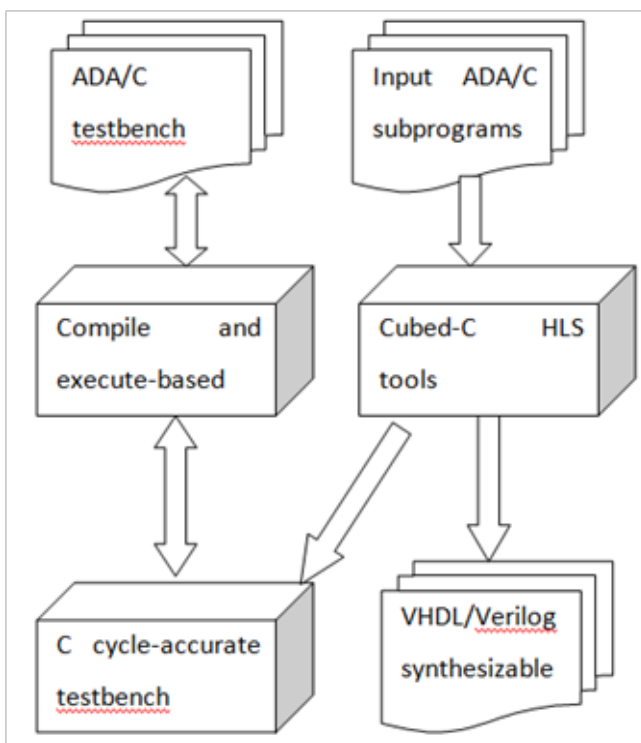 ADA/C
testbench
Input ADA/C
subprograms
Compile and
execute-based
Cubed-C HLS
tools
C cycle-accurate
testbench
VHDL/Verilog
synthesizable